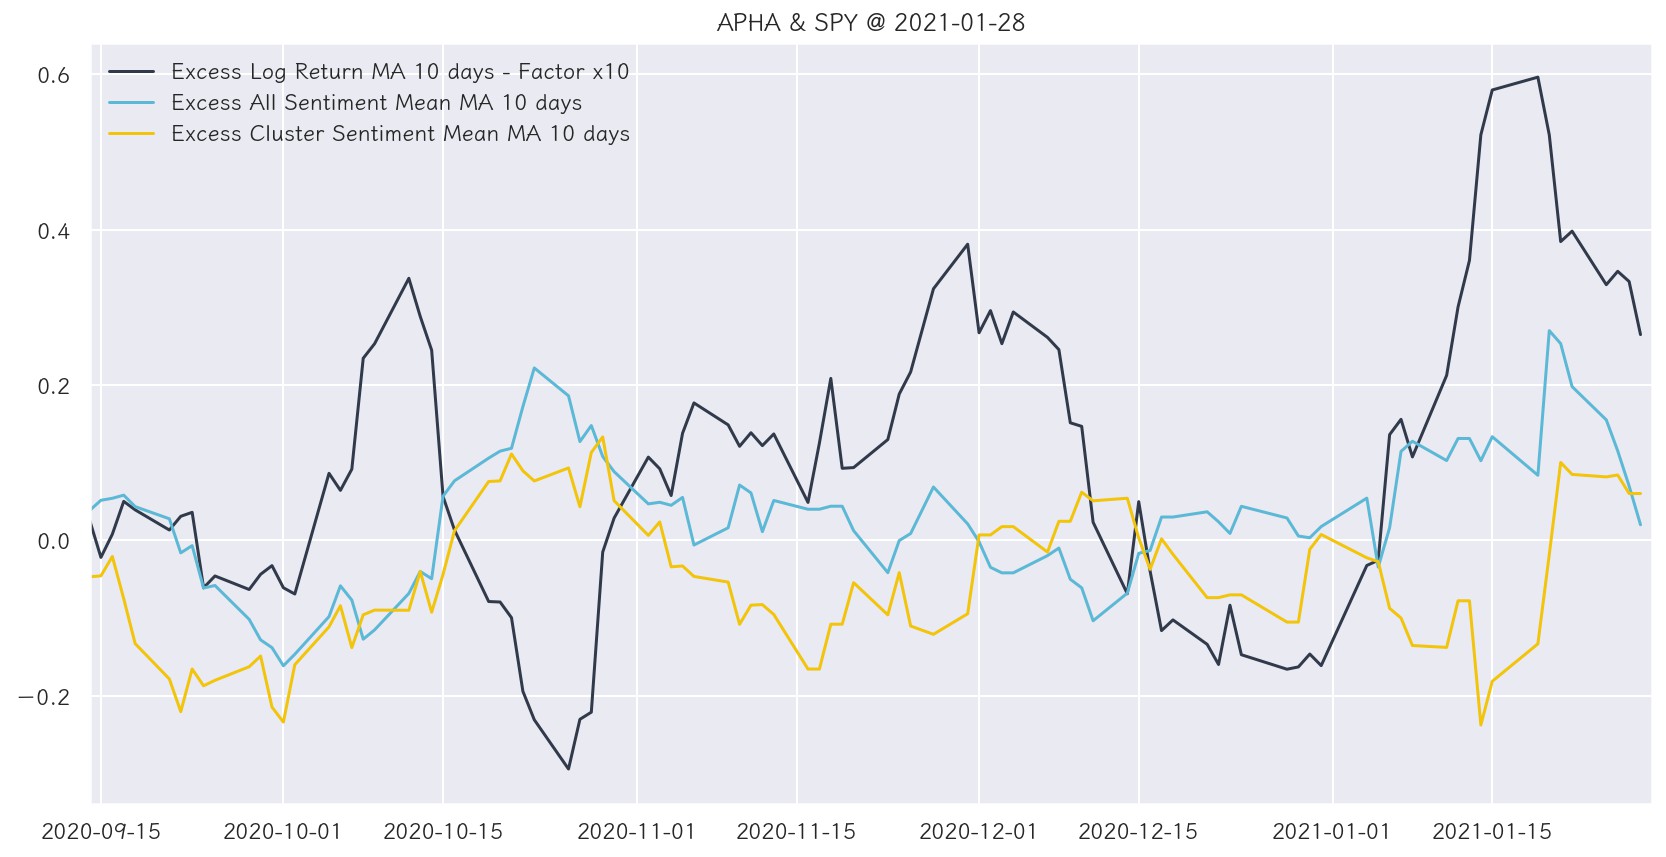 APHA & SPY @ 2021-01-28
Excess Log Return MA 10 days - Factor x10
Excess All Sentiment Mean MA 10 days
Excess Cluster Sentiment Mean MA 10 days
0.6
0.4
0.2
0.0
−0.2
2020-09-15 2020-10-01 2020-10-15 2020-11-01 2020-11-15 2020-12-01 2020-12-15 2021-01-01 2021-01-15